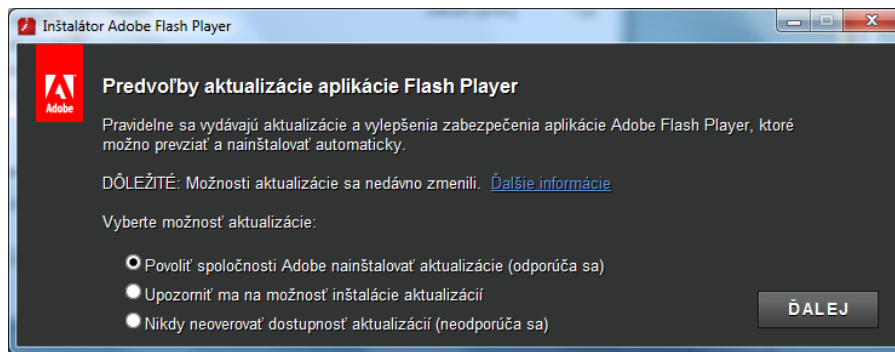 Inštalátor Adobe Flash Player
Adobe
Predvoľby aktualizácie aplikácie Flash Player
Pravidelne sa vydávajú aktualizácie a vylepšenia zabezpečenia aplikácie Adobe Flash Player, ktoré
možno prevziať a nainštalovať automaticky.
DÔLEŽITÉ: Možnosti aktualizácie sa nedávno zmenili. Ďalšie informácie
Vyberte možnosť aktualizácie:
Povoliť spoločnosti Adobe nainštalovať aktualizácie (odporúča sa)
Upozorniť ma na možnosť inštalácie aktualizácií
Nikdy neoverovať dostupnosť aktualizácií (neodporúča sa)
ĎALEJ